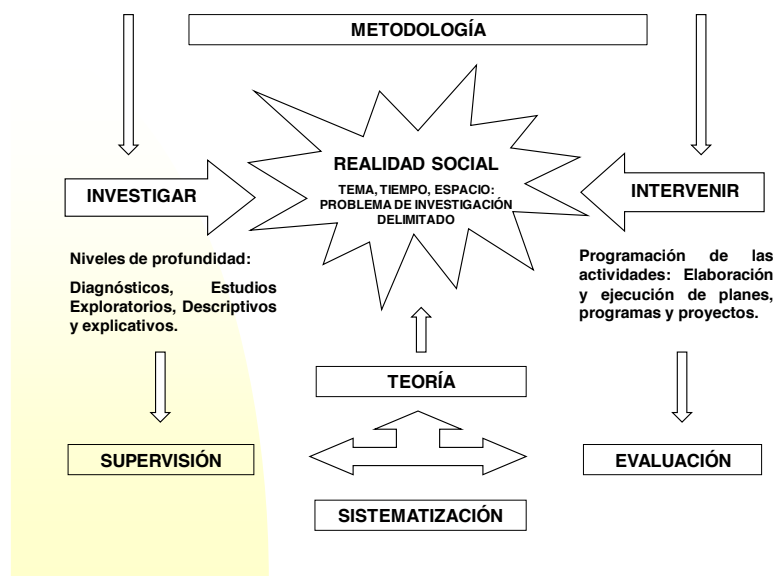 METODOLOGÍA
REALIDAD SOCIAL
TEMA, TIEMPO, ESPACIO:
PROBLEMA DE INVESTIGACIÓN
DELIMITADO
INVESTIGAR
INTERVENIR
Niveles de profundidad:
Diagnósticos, Estudios
Exploratorios, Descriptivos
y explicativos.
Programación de las
actividades: Elaboración
y ejecución de planes,
programas y proyectos.
TEORÍA
SUPERVISIÓN
EVALUACIÓN
SISTEMATIZACIÓN